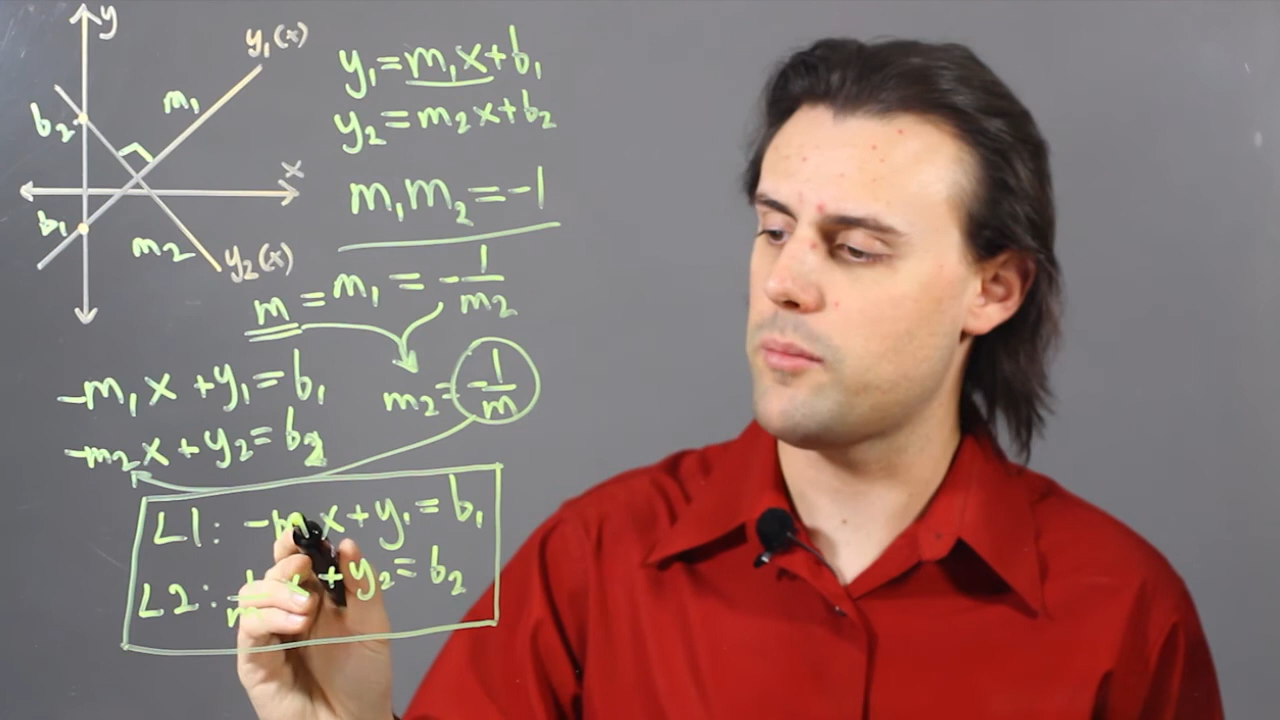 y
y₁(x)
m₁
b₂
x
b₁
m₂
y₂(x)
y₁ = m₁x + b₁
y₂ = m₂x + b₂
m₁m₂ = -1
m = m₁ = -1/m₂
-m₁x + y₁ = b₁
m₂ = -1/m
-m₂x + y₂ = b₂
L1: -m x + y₁ = b₁
L2: 1/m x + y₂ = b₂